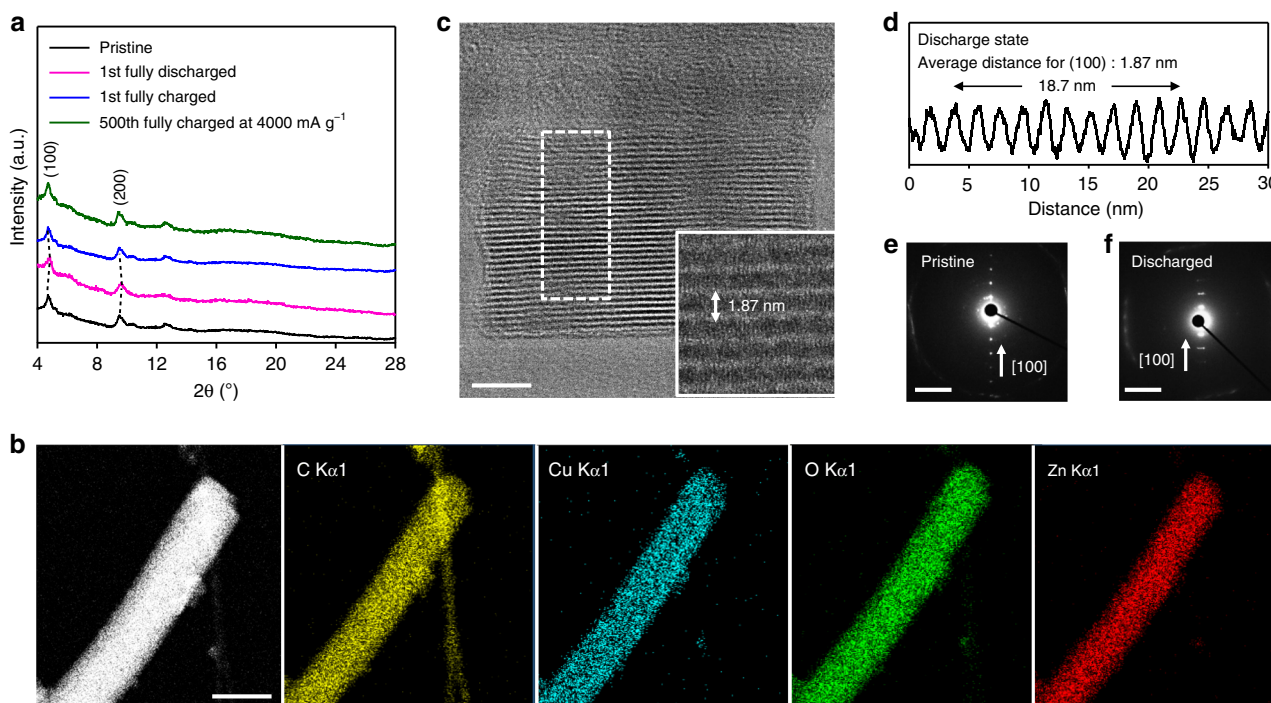 a
Pristine
1st fully discharged
1st fully charged
500th fully charged at 4000 mA g⁻¹
(100)
(200)
Intensity (a.u.)
4 8 12 16 20 24 28
2θ (°)
c
1.87 nm
d
Discharge state
Average distance for (100) : 1.87 nm
18.7 nm
0 5 10 15 20 25 30
Distance (nm)
e
Pristine
[100]
f
Discharged
[100]
b
C Kα1
Cu Kα1
O Kα1
Zn Kα1